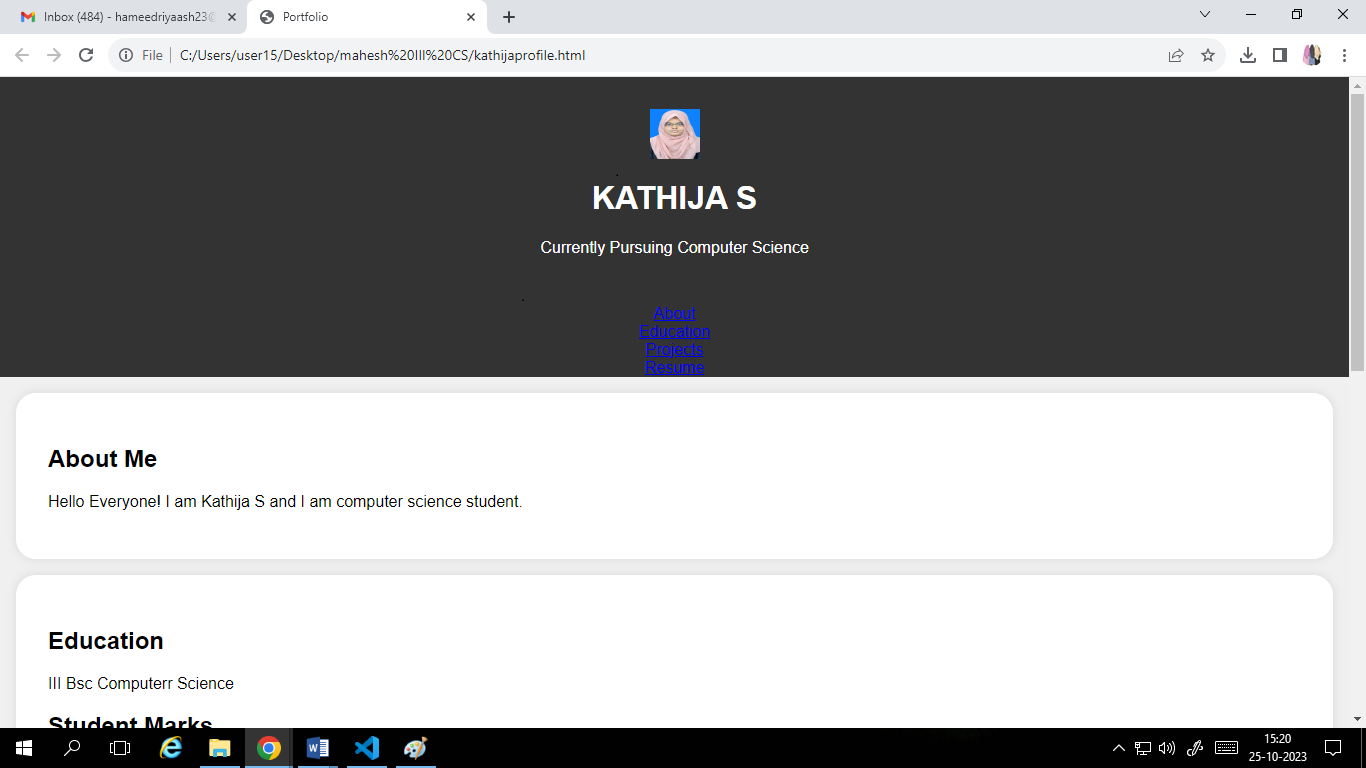 Inbox (484) - hameedriyaash23@
Portfolio
File
C:/Users/user15/Desktop/mahesh%20III%20CS/kathijaprofile.html
KATHIJA S
Currently Pursuing Computer Science
About
Education
Projects
Resume
About Me
Hello Everyone! I am Kathija S and I am computer science student.
Education
III Bsc Computerr Science
Student Marks
15:20
25-10-2023